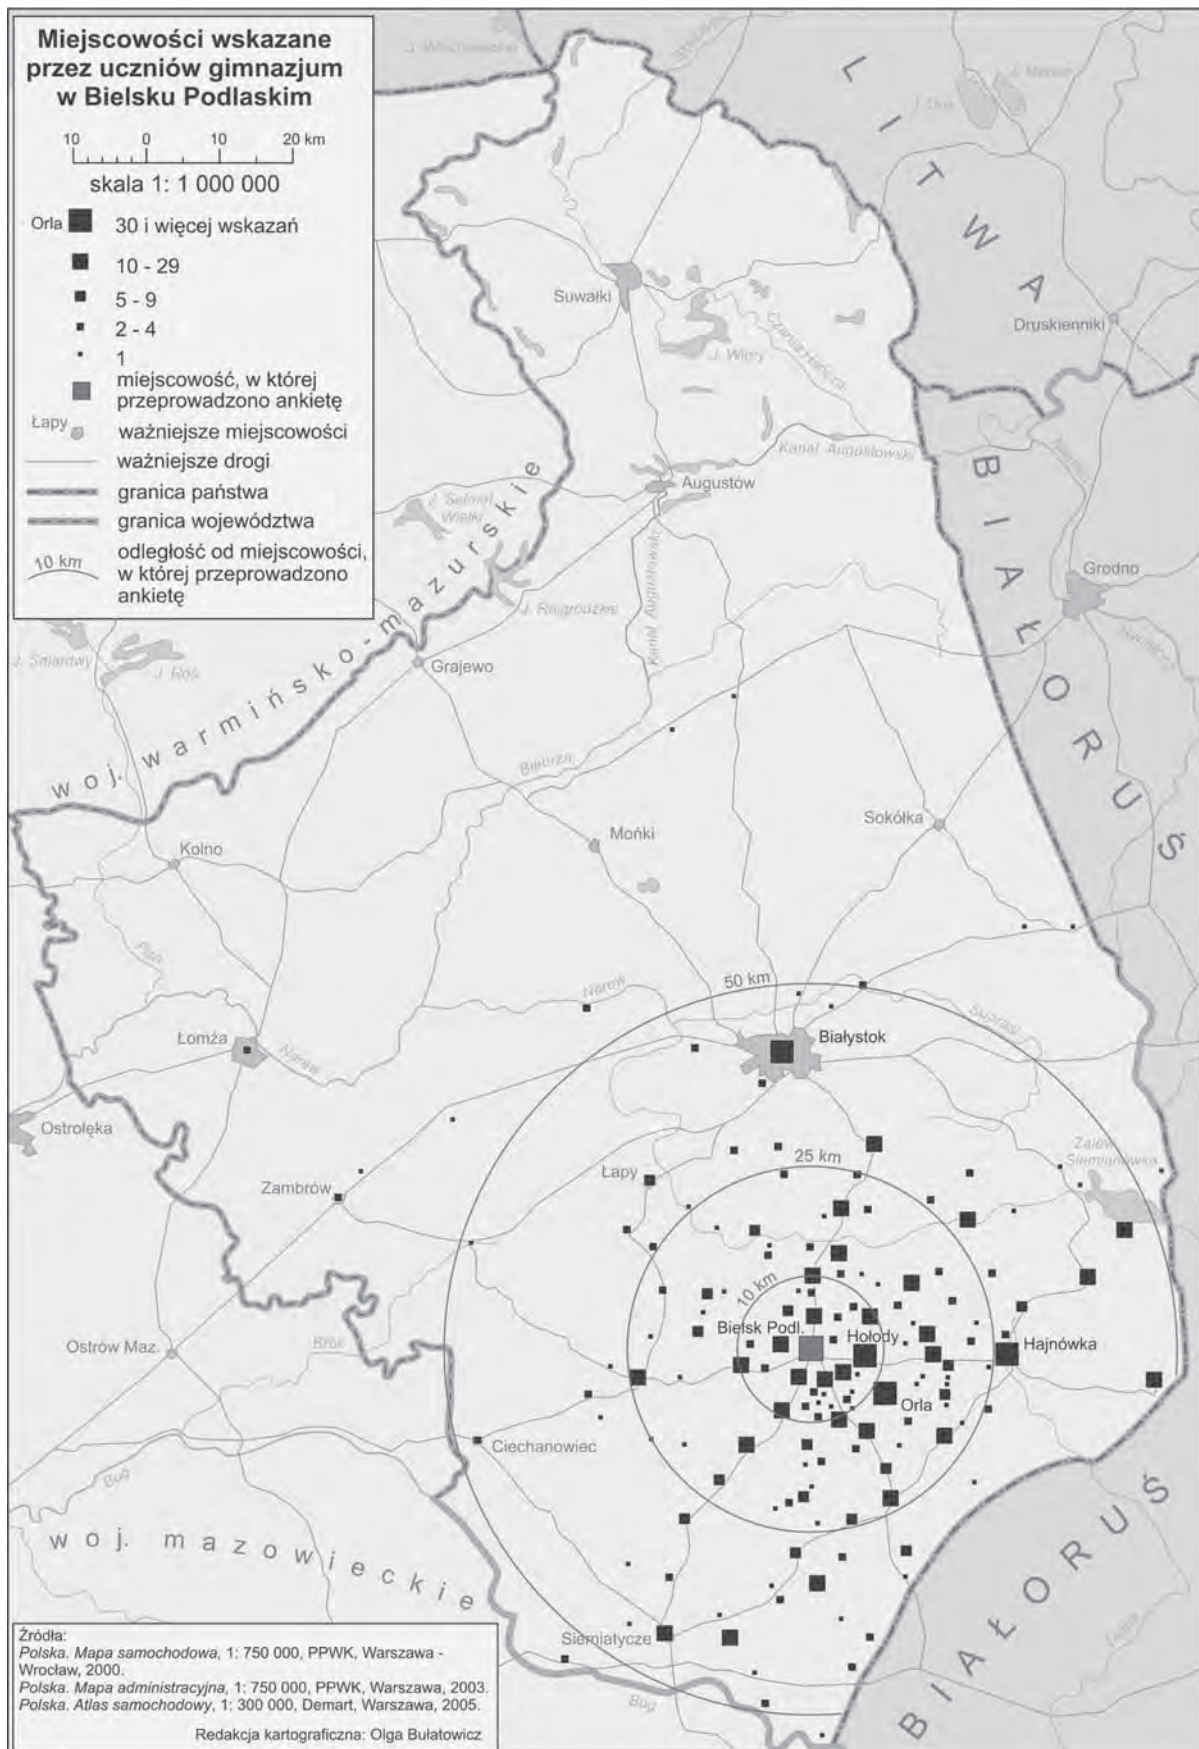 Miejscowości wskazane
przez uczniów gimnazjum
w Bielsku Podlaskim
10 0 10 20 km
skala 1: 1 000 000
Orla 30 i więcej wskazań
10 - 29
5 - 9
2 - 4
1
miejscowość, w której
przeprowadzono ankietę
Łapy ważniejsze miejscowości
ważniejsze drogi
granica państwa
granica województwa
10 km odległość od miejscowości,
w której przeprowadzono
ankietę
LITWA
Suwałki
J. Wigry
Czarna Hańcza
Druskienniki
Kanał Augustowski
Augustów
J. Selmet
Wielki
BIAŁORUŚ
Grodno
J. Rajgrodzkie
Kanał Augustowski
J. Śniardwy
J. Roś
Grajewo
woj. warmińsko-mazurskie
Biebrza
Sokółka
Mońki
Kolno
Pisa
50 km
Narew
Supraśl
Łomża
Narew
Białystok
Ostrołęka
Zalew
Siemianówka
25 km
Łapy
Zambrów
10 km
Bielsk Podl.
Hołody
Hajnówka
Ostrów Maz.
Brok
Orla
Ciechanowiec
Bug
woj. mazowieckie
Siemiatycze
Bug
BIAŁORUŚ
Źródła:
Polska. Mapa samochodowa, 1: 750 000, PPWK, Warszawa -
Wrocław, 2000.
Polska. Mapa administracyjna, 1: 750 000, PPWK, Warszawa, 2003.
Polska. Atlas samochodowy, 1: 300 000, Demart, Warszawa, 2005.
Redakcja kartograficzna: Olga Bułatowicz